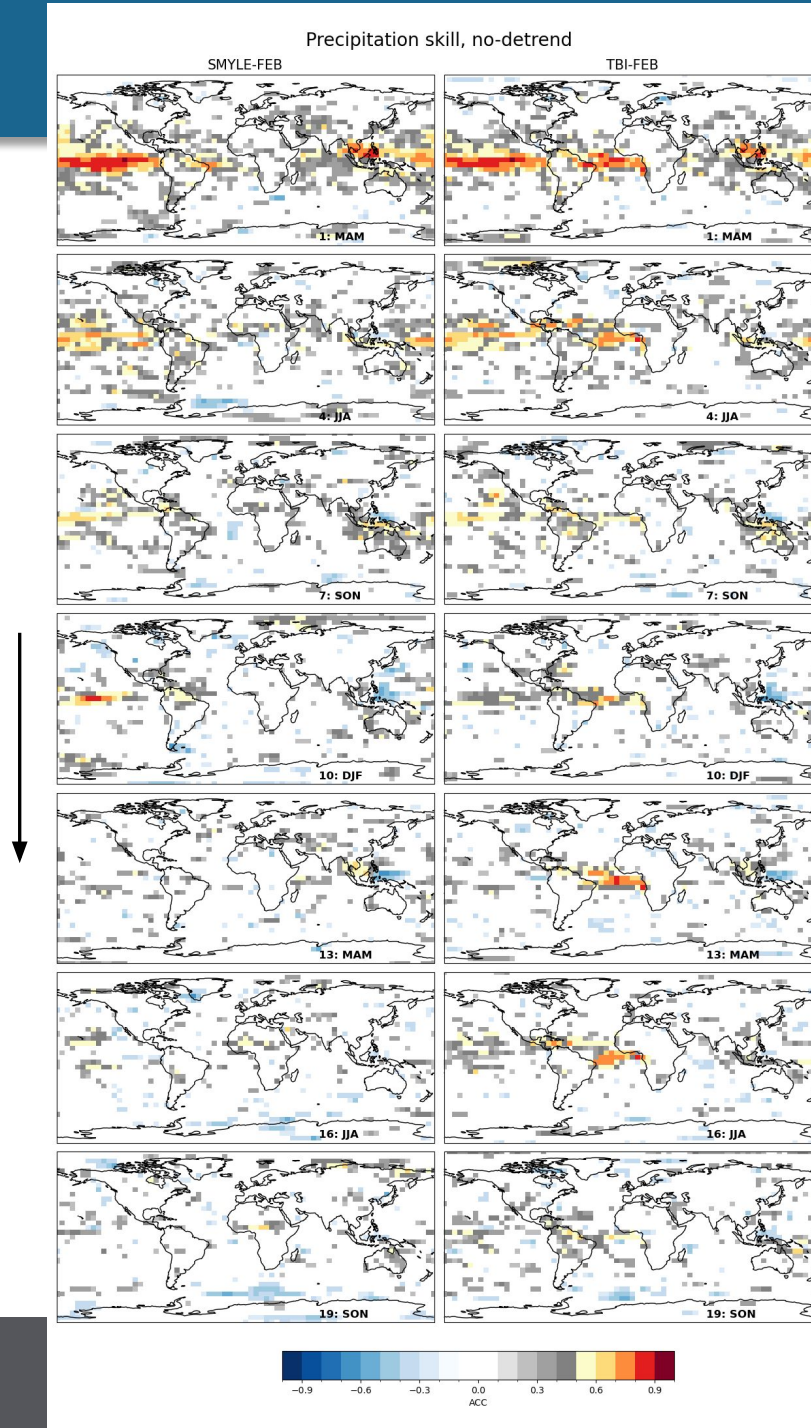 Precipitation skill, no-detrend
SMYLE-FEB TBI-FEB
1: MAM 1: MAM
4: JJA 4: JJA
7: SON 7: SON
10: DJF 10: DJF
13: MAM 13: MAM
16: JJA 16: JJA
19: SON 19: SON
−0.9 −0.6 −0.3 0.0 0.3 0.6 0.9
ACC